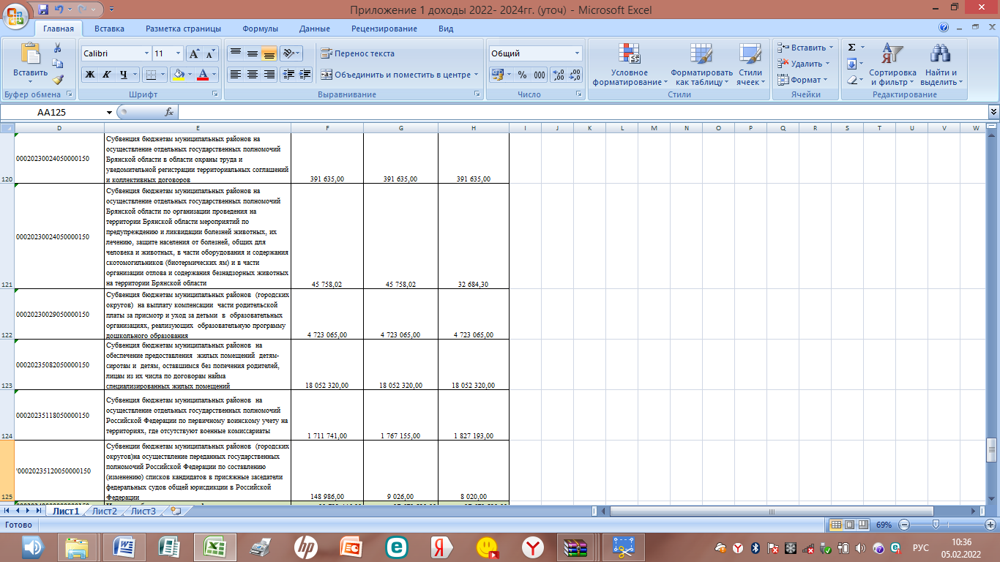 Приложение 1 доходы 2022- 2024гг. (уточ) - Microsoft Excel
Главная Вставка Разметка страницы Формулы Данные Рецензирование Вид
Вставить
Буфер обмена
Calibri 11
Ж К Ч
Шрифт
Перенос текста
Объединить и поместить в центре
Выравнивание
Общий
% 000
Число
Условное форматирование
Форматировать как таблицу
Стили ячеек
Стили
Вставить
Удалить
Формат
Ячейки
Сортировка и фильтр
Найти и выделить
Редактирование
AA125
D E F G H I J K L M N O P Q R S T U V W
120
00020230024050000150
Субвенция бюджетам муниципальных районов на
осуществление отдельных государственных полномочий
Брянской области в области охраны труда и
уведомительной регистрации территориальных соглашений
и коллективных договоров
391 635,00 391 635,00 391 635,00
121
00020230024050000150
Субвенция бюджетам муниципальных районов на
осуществление отдельных государственных полномочий
Брянской области по организации проведения на
территории Брянской области мероприятий по
предупреждению и ликвидации болезней животных, их
лечению, защите населения от болезней, общих для
человека и животных, в части оборудования и содержания
скотомогильников (биотермических ям) и в части
организации отлова и содержания безнадзорных животных
на территории Брянской области
45 758,02 45 758,02 32 684,30
122
00020230029050000150
Субвенция бюджетам муниципальных районов (городских
округов) на выплату компенсации части родительской
платы за присмотр и уход за детьми в образовательных
организациях, реализующих образовательную программу
дошкольного образования
4 723 065,00 4 723 065,00 4 723 065,00
123
00020235082050000150
Субвенция бюджетам муниципальных районов на
обеспечение предоставления жилых помещений детям-
сиротам и детям, оставшимся без попечения родителей,
лицам из их числа по договорам найма
специализированных жилых помещений
18 052 320,00 18 052 320,00 18 052 320,00
124
00020235118050000150
Субвенция бюджетам муниципальных районов на
осуществление отдельных государственных полномочий
Российской Федерации по первичному воинскому учету на
территориях, где отсутствуют военные комиссариаты
1 711 741,00 1 767 155,00 1 827 193,00
125
'00020235120050000150
Субвенции бюджетам муниципальных районов (городских
округов)на осуществление переданных государственных
полномочий Российской Федерации по составлению
(изменению) списков кандидатов в присяжные заседатели
федеральных судов общей юрисдикции в Российской
Федерации
148 986,00 9 026,00 8 020,00
Лист1 Лист2 Лист3
Готово
69%
РУС
10:36
05.02.2022